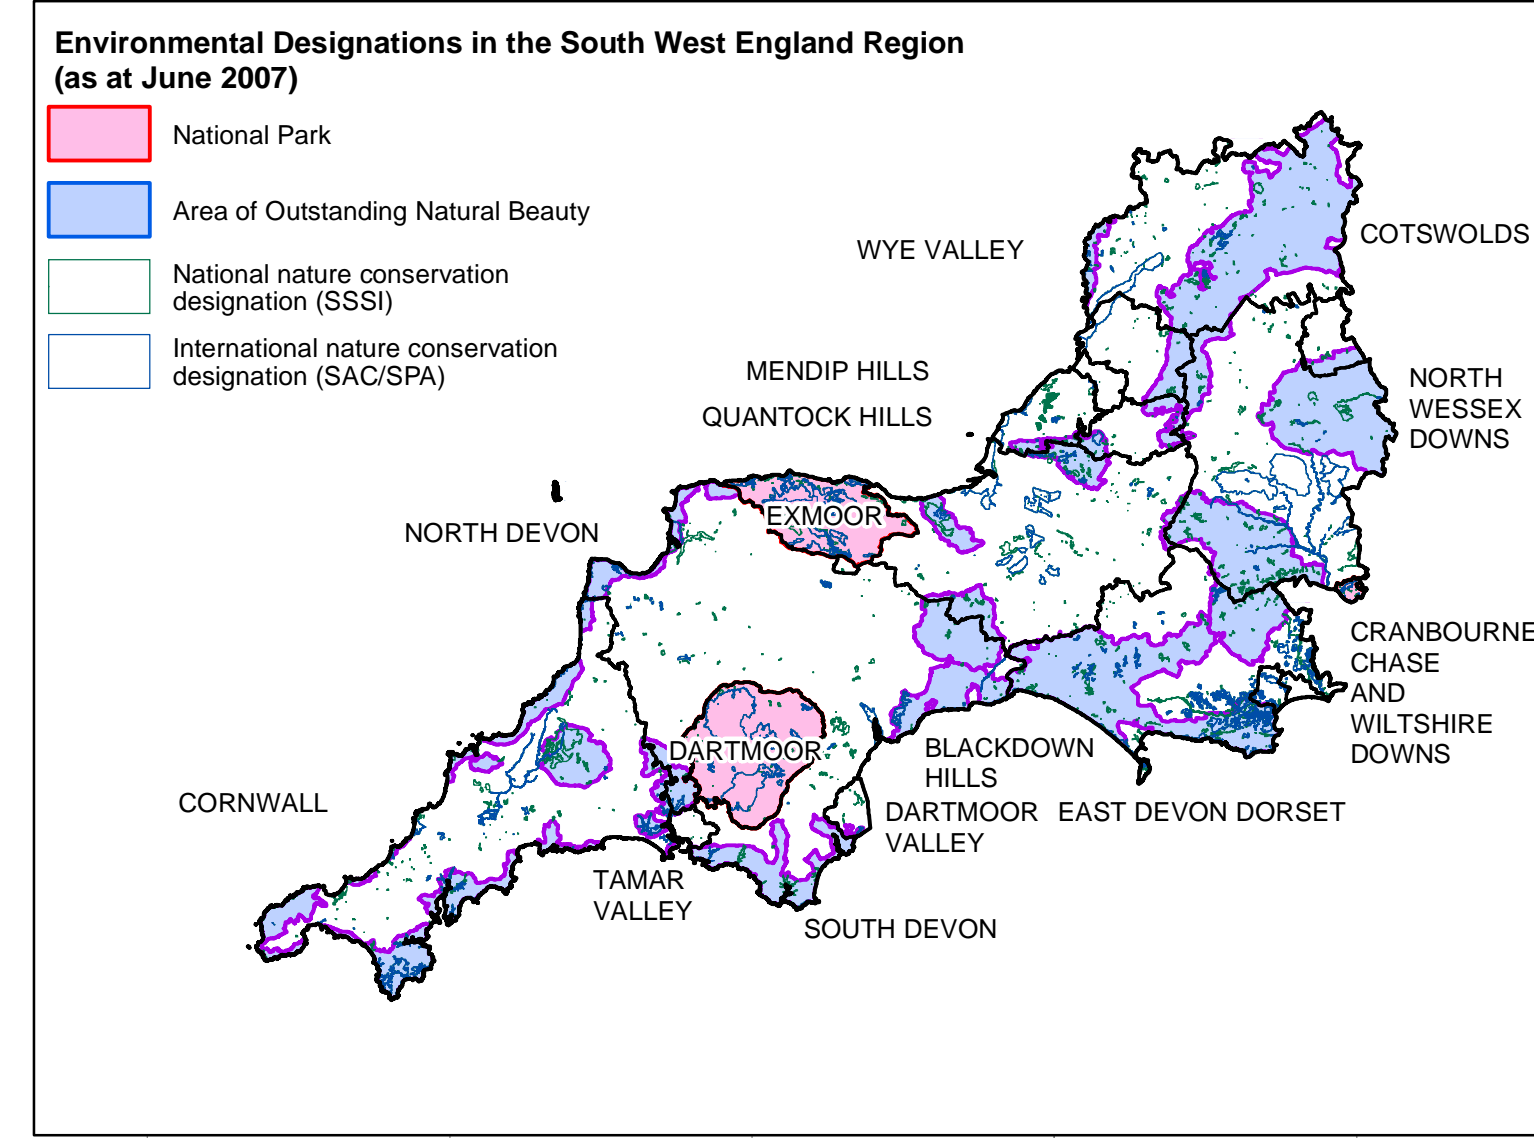 Environmental Designations in the South West England Region
(as at June 2007)
National Park
Area of Outstanding Natural Beauty
National nature conservation
designation (SSSI)
International nature conservation
designation (SAC/SPA)
WYE VALLEY
COTSWOLDS
MENDIP HILLS
QUANTOCK HILLS
NORTH
WESSEX
DOWNS
NORTH DEVON
EXMOOR
CRANBOURNE
CHASE
AND
WILTSHIRE
DOWNS
DARTMOOR
BLACKDOWN
HILLS
CORNWALL
DARTMOOR
VALLEY
EAST DEVON DORSET
TAMAR
VALLEY
SOUTH DEVON